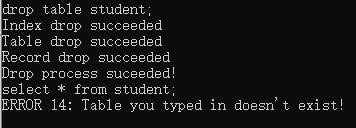 drop table student;
Index drop succeeded
Table drop succeeded
Record drop succeeded
Drop process suceeded!
select * from student;
ERROR 14: Table you typed in doesn't exist!